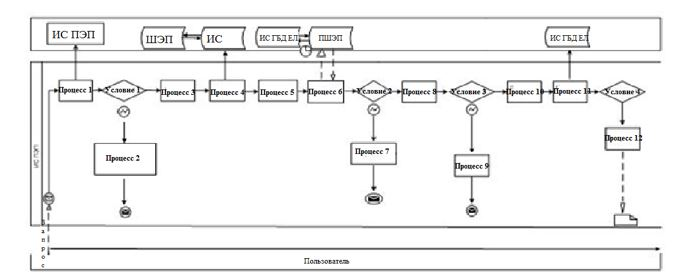 ИС ПЭП
ШЭП
ИС
ИС ГБД ЕЛ
ПШЭП
ИС ГБД ЕЛ
Процесс 1
Условие 1
Процесс 3
Процесс 4
Процесс 5
Процесс 6
Условие 2
Процесс 8
Условие 3
Процесс 10
Процесс 11
Условие 4
Процесс 2
Процесс 7
Процесс 9
Процесс 12
ИС ПЭП
Запрос
Пользователь